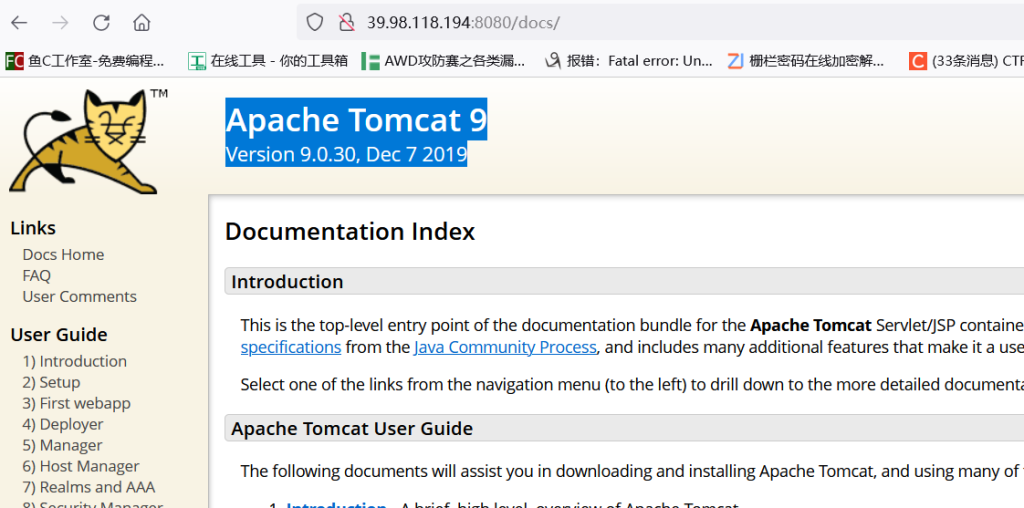 39.98.118.194:8080/docs/
FC 鱼C工作室-免费编程... 工 在线工具 - 你的工具箱 AWD攻防赛之各类漏... 报错：Fatal error: Un... 栅栏密码在线加密解... C (33条消息) CTF
TM
Apache Tomcat 9
Version 9.0.30, Dec 7 2019
Links
Docs Home
FAQ
User Comments
User Guide
1) Introduction
2) Setup
3) First webapp
4) Deployer
5) Manager
6) Host Manager
7) Realms and AAA
8) Security Manager
Documentation Index
Introduction
This is the top-level entry point of the documentation bundle for the Apache Tomcat Servlet/JSP containe
specifications from the Java Community Process, and includes many additional features that make it a use
Select one of the links from the navigation menu (to the left) to drill down to the more detailed documenta
Apache Tomcat User Guide
The following documents will assist you in downloading and installing Apache Tomcat, and using many of
1. Introduction - A brief, high level, overview of Apache Tomcat.